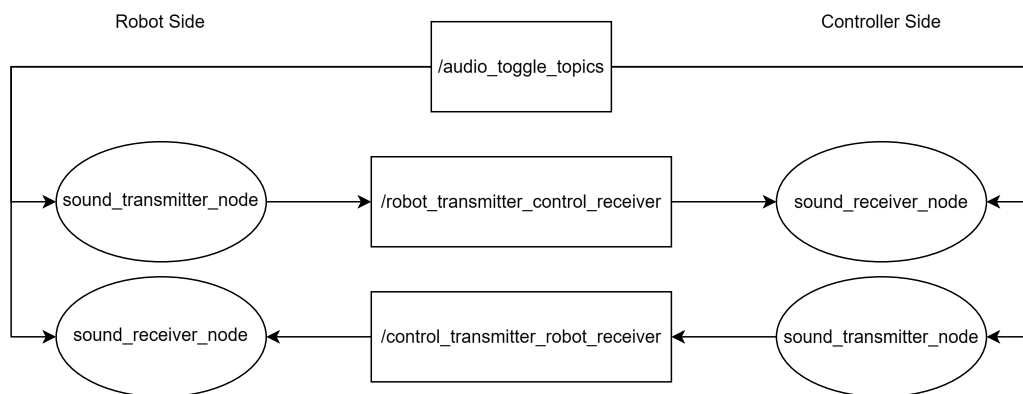 Robot Side
Controller Side
/audio_toggle_topics
sound_transmitter_node
/robot_transmitter_control_receiver
sound_receiver_node
sound_receiver_node
/control_transmitter_robot_receiver
sound_transmitter_node